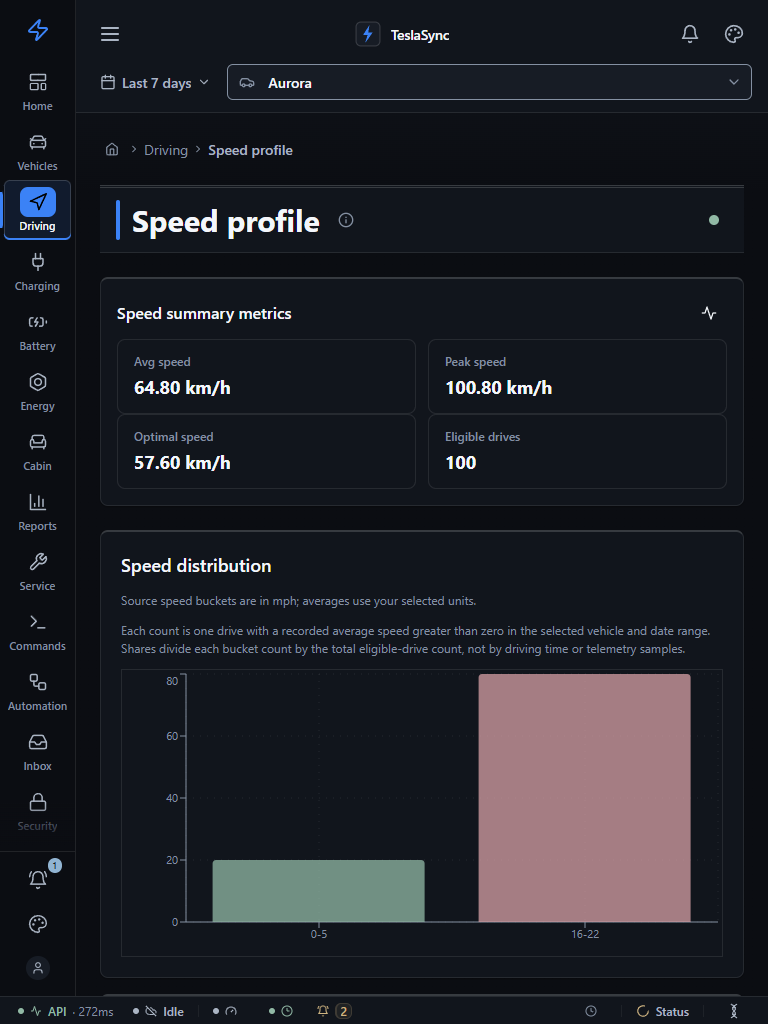 TeslaSync
Last 7 days
Aurora
Home
Vehicles
Driving
Charging
Battery
Energy
Cabin
Reports
Service
Commands
Automation
Inbox
Security
1
Driving
Speed profile
Speed profile
Speed summary metrics
Avg speed
64.80 km/h
Peak speed
100.80 km/h
Optimal speed
57.60 km/h
Eligible drives
100
Speed distribution
Source speed buckets are in mph; averages use your selected units.
Each count is one drive with a recorded average speed greater than zero in the selected vehicle and date range.
Shares divide each bucket count by the total eligible-drive count, not by driving time or telemetry samples.
80
60
40
20
0
0-5
16-22
API · 272ms
Idle
2
Status